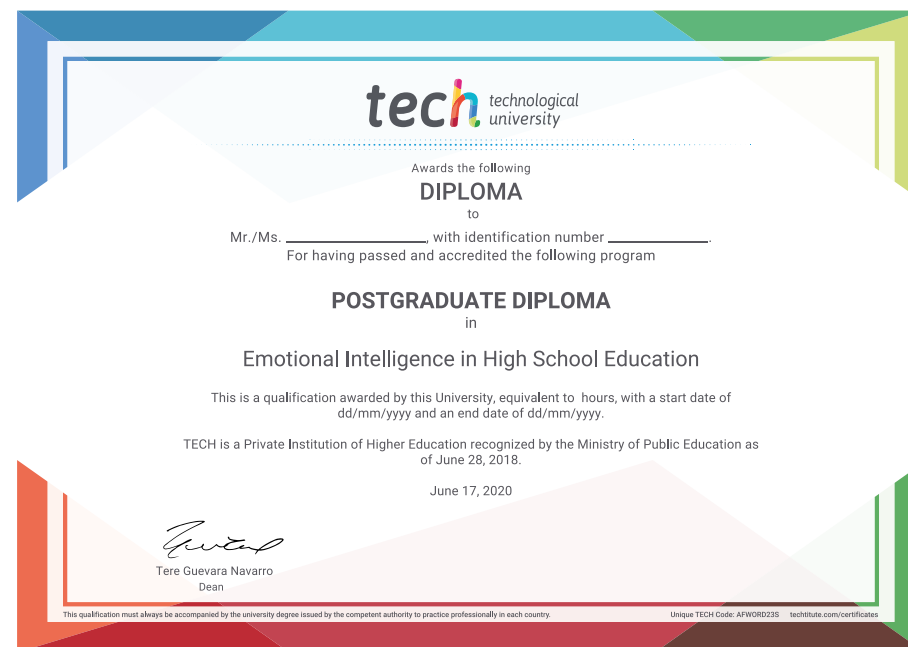 tech technological
university
Awards the following
DIPLOMA
to
Mr./Ms. ____________, with identification number ____________.
For having passed and accredited the following program
POSTGRADUATE DIPLOMA
in
Emotional Intelligence in High School Education
This is a qualification awarded by this University, equivalent to hours, with a start date of
dd/mm/yyyy and an end date of dd/mm/yyyy.
TECH is a Private Institution of Higher Education recognized by the Ministry of Public Education as
of June 28, 2018.
June 17, 2020
Tere Guevara Navarro
Dean
This qualification must always be accompanied by the university degree issued by the competent authority to practice professionally in each country.
Unique TECH Code: AFWORD23S techtitute.com/certificates